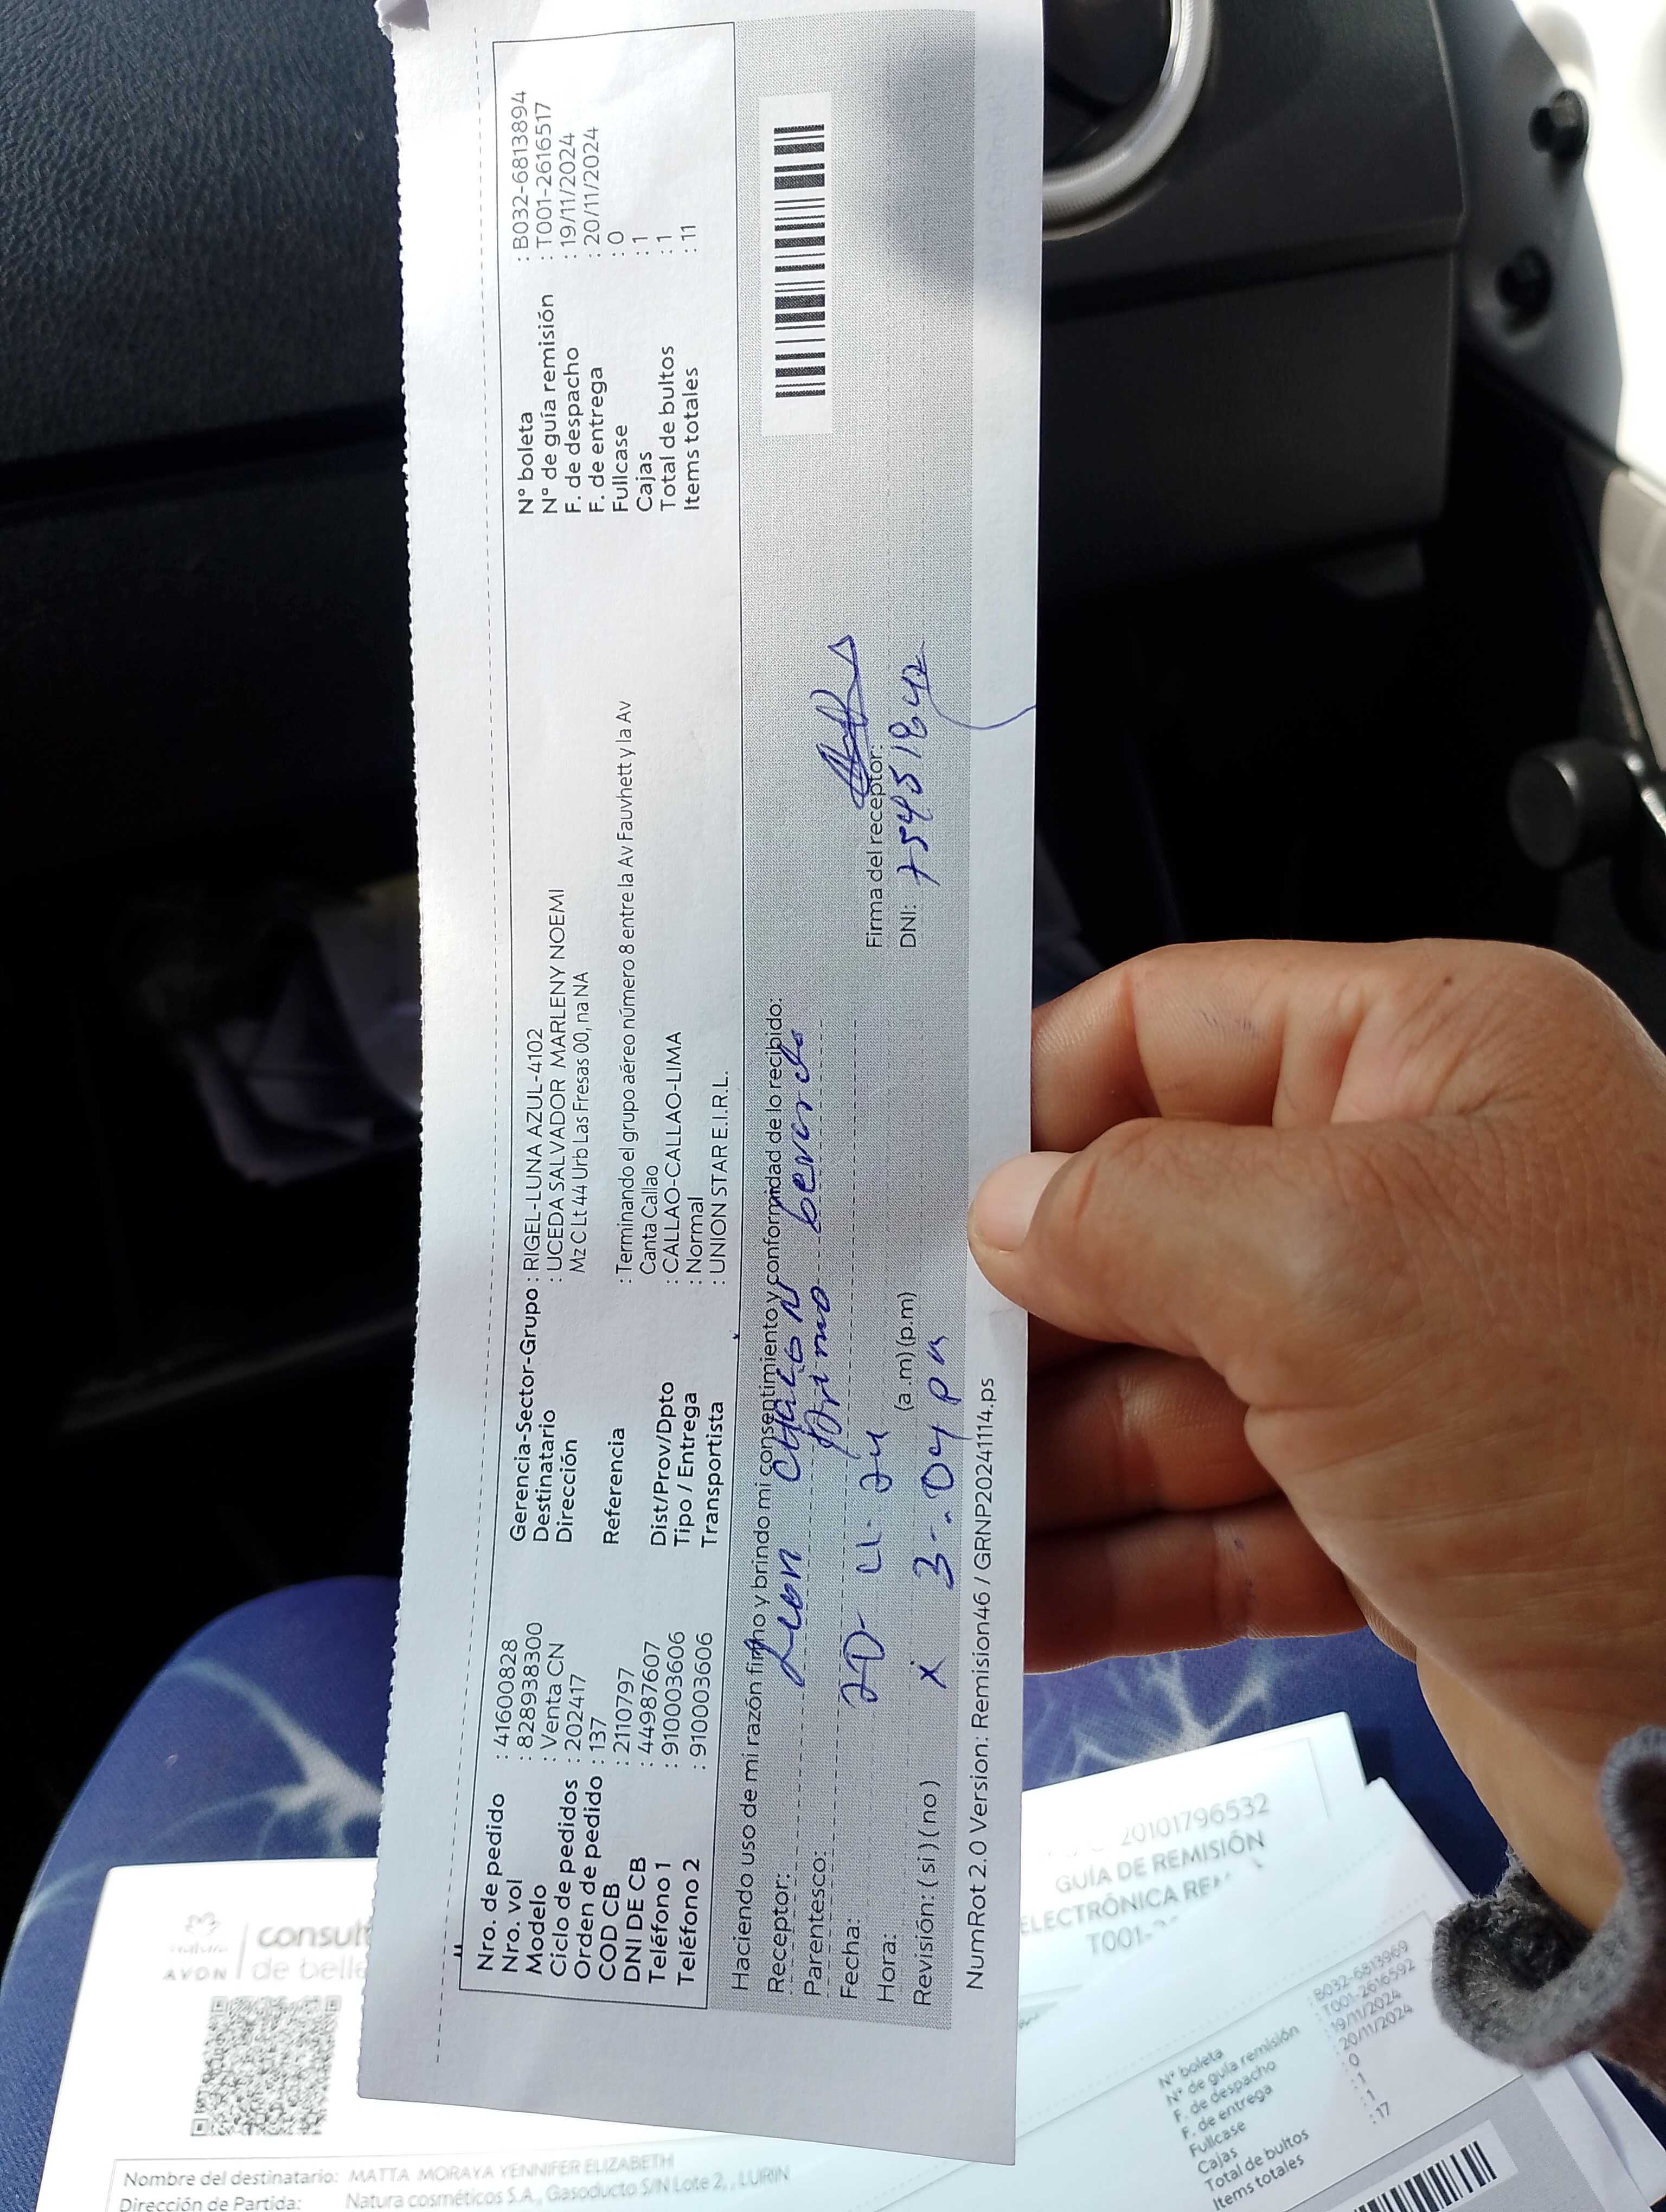 Nro. de pedido : 41600828
Nro. vol : 828938300
Modelo : Venta CN
Ciclo de pedidos : 202417
Orden de pedido : 137
COD CB : 2110797
DNI DE CB : 44987607
Teléfono 1 : 910003606
Teléfono 2 : 910003606
Gerencia-Sector-Grupo : RIGEL-LUNA AZUL-4102
Destinatario : UCEDA SALVADOR MARLENY NOEMI
Dirección Mz C Lt 44 Urb Las Fresas 00, na NA
Referencia : Terminando el grupo aéreo número 8 entre la Av Fauvhett y la Av
Canta Callao
Dist/Prov/Dpto : CALLAO-CALLAO-LIMA
Tipo / Entrega : Normal
Transportista : UNION STAR E.I.R.L.
N° boleta : B032-6813894
N° de guía remisión : T001-2616517
F. de despacho : 19/11/2024
F. de entrega : 20/11/2024
Fullcase : 0
Cajas : 1
Total de bultos : 1
Items totales : 11
Haciendo uso de mi razón firmo y brindo mi consentimiento y conformidad de lo recibido:
Receptor: Leon Chacon
Parentesco: Primo
Fecha: 20- 11- 24
Hora: (a.m) (p.m)
Revisión: ( si ) ( no ) x 3-.04 pm
Firma del receptor:
DNI: 75451842
NumRot 2.0 Version: Remision46 / GRNP20241114.ps
natura
AVON
consult
de belle
Nombre del destinatario: MATTA MORAYA YENNIFER ELIZABETH
Dirección de Partida: Natura cosméticos S.A., Gasoducto S/N Lote 2, , LURIN
20101796532
GUÍA DE REMISIÓN
ELECTRÓNICA
T001-
N° boleta : B032-6813969
N° de guía remisión : T001-2616592
F. de despacho : 19/11/2024
F. de entrega : 20/11/2024
Fullcase : 0
Cajas : 1
Total de bultos : 1
Items totales : 17